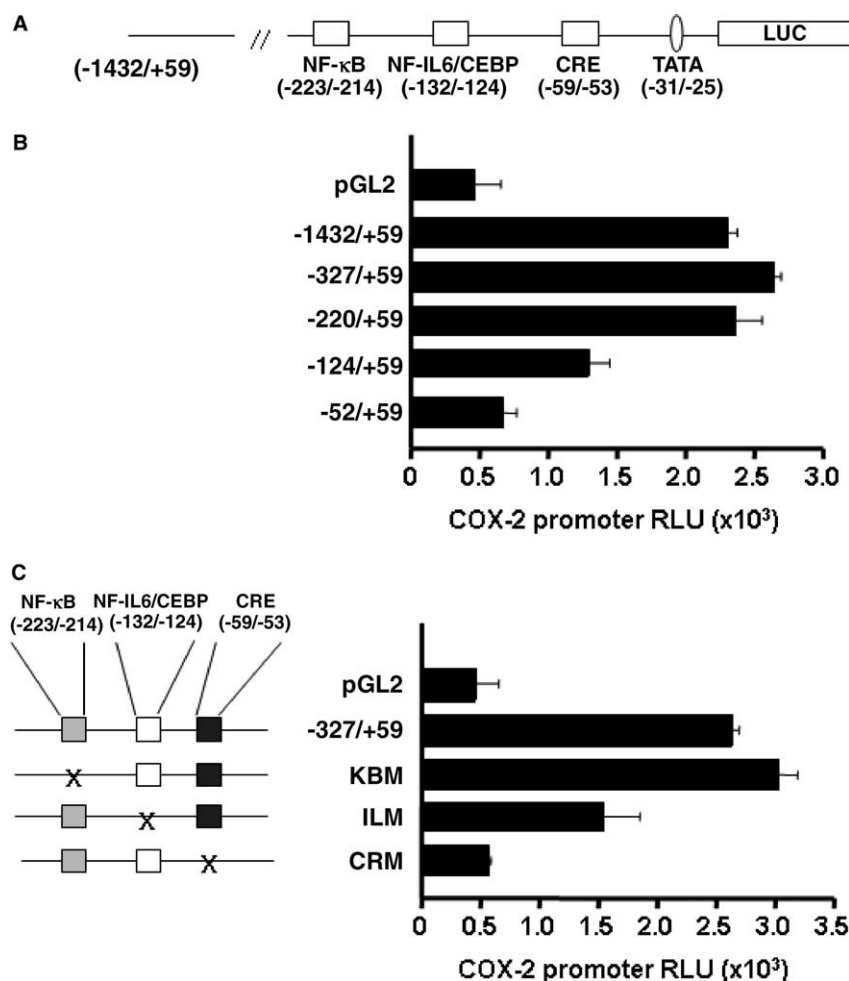 A
LUC
(-1432/+59)
NF-κB
(-223/-214)
NF-IL6/CEBP
(-132/-124)
CRE
(-59/-53)
TATA
(-31/-25)
B
pGL2
-1432/+59
-327/+59
-220/+59
-124/+59
-52/+59
0 0.5 1.0 1.5 2.0 2.5 3.0
COX-2 promoter RLU (x10³)
C
NF-κB
(-223/-214)
NF-IL6/CEBP
(-132/-124)
CRE
(-59/-53)
X
X
X
pGL2
-327/+59
KBM
ILM
CRM
0 0.5 1.0 1.5 2.0 2.5 3.0 3.5
COX-2 promoter RLU (x10³)